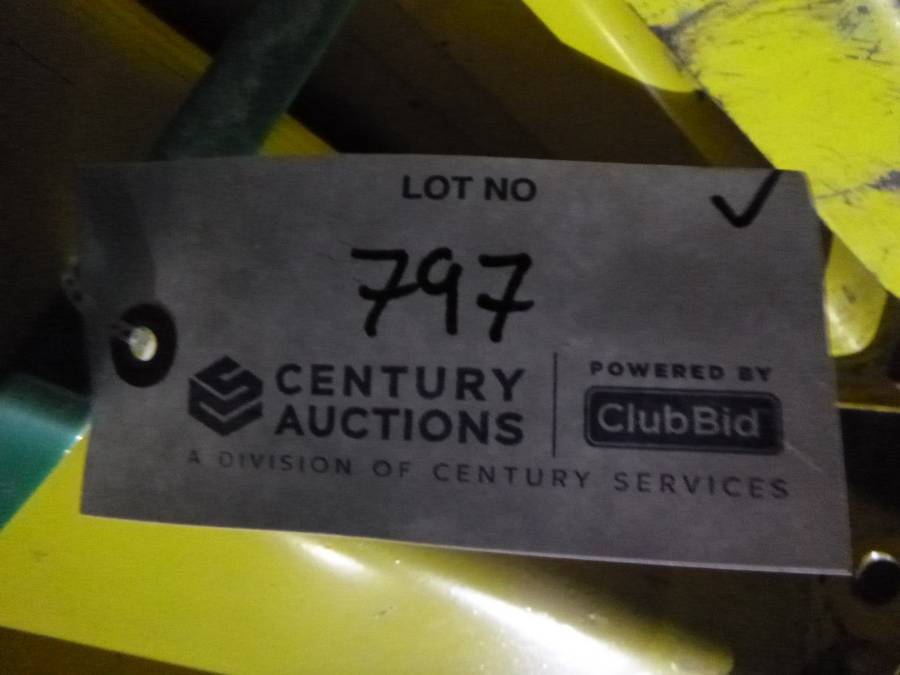 LOT NO
797
CENTURY
AUCTIONS
POWERED BY
ClubBid
A DIVISION OF CENTURY SERVICES